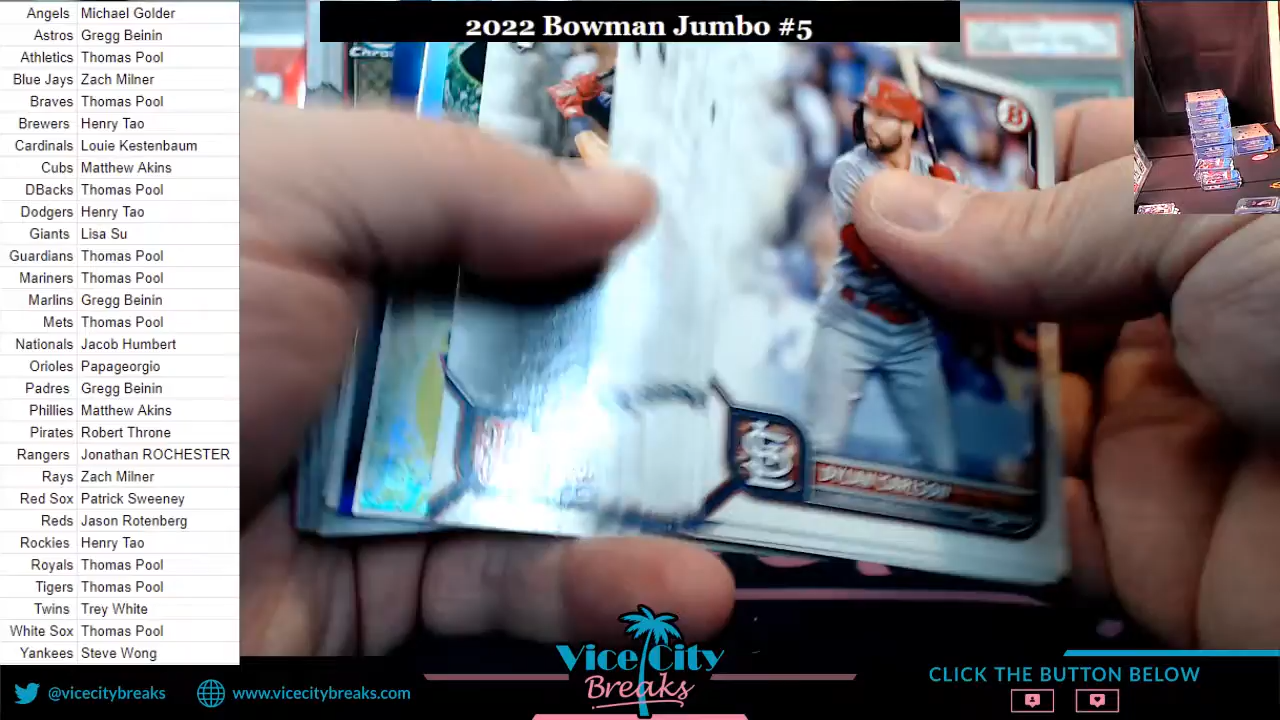 2022 Bowman Jumbo #5
Angels Michael Golder
Astros Gregg Beinin
Athletics Thomas Pool
Blue Jays Zach Milner
Braves Thomas Pool
Brewers Henry Tao
Cardinals Louie Kestenbaum
Cubs Matthew Akins
DBacks Thomas Pool
Dodgers Henry Tao
Giants Lisa Su
Guardians Thomas Pool
Mariners Thomas Pool
Marlins Gregg Beinin
Mets Thomas Pool
Nationals Jacob Humbert
Orioles Papageorgio
Padres Gregg Beinin
Phillies Matthew Akins
Pirates Robert Throne
Rangers Jonathan ROCHESTER
Rays Zach Milner
Red Sox Patrick Sweeney
Reds Jason Rotenberg
Rockies Henry Tao
Royals Thomas Pool
Tigers Thomas Pool
Twins Trey White
White Sox Thomas Pool
Yankees Steve Wong
B
STL
DYLAN CARLSON
@vicecitybreaks
www.vicecitybreaks.com
Vice City
Breaks
CLICK THE BUTTON BELOW